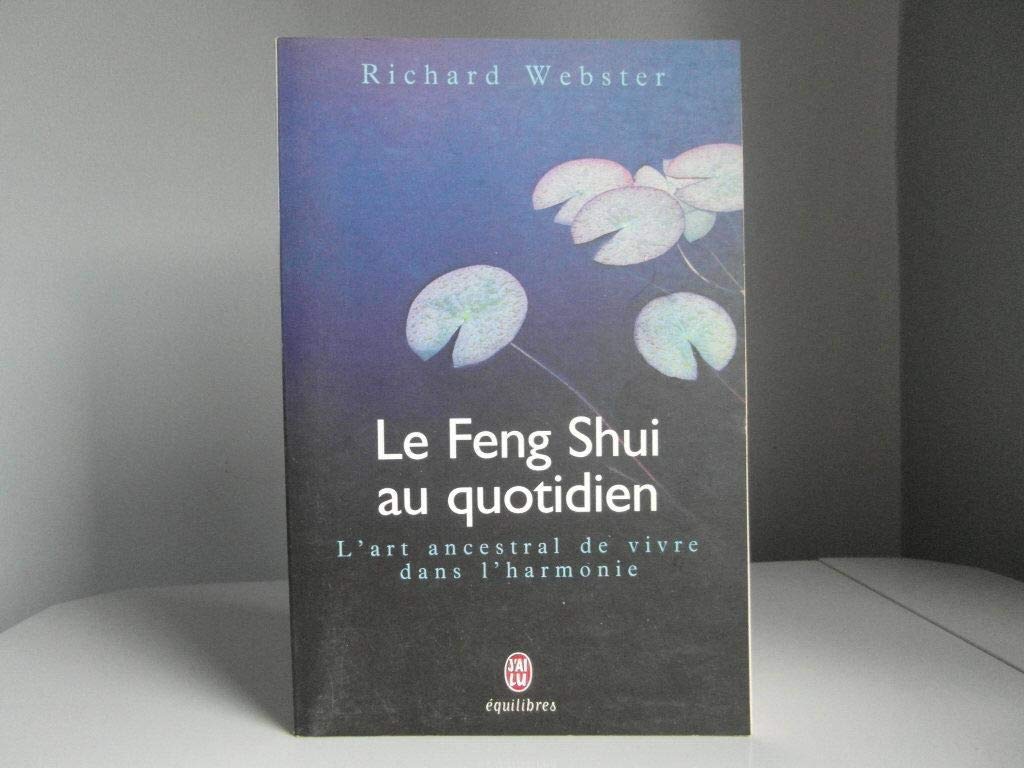 Richard Webster
Le Feng Shui
au quotidien
L'art ancestral de vivre
dans l'harmonie
J'AI
LU
équilibres